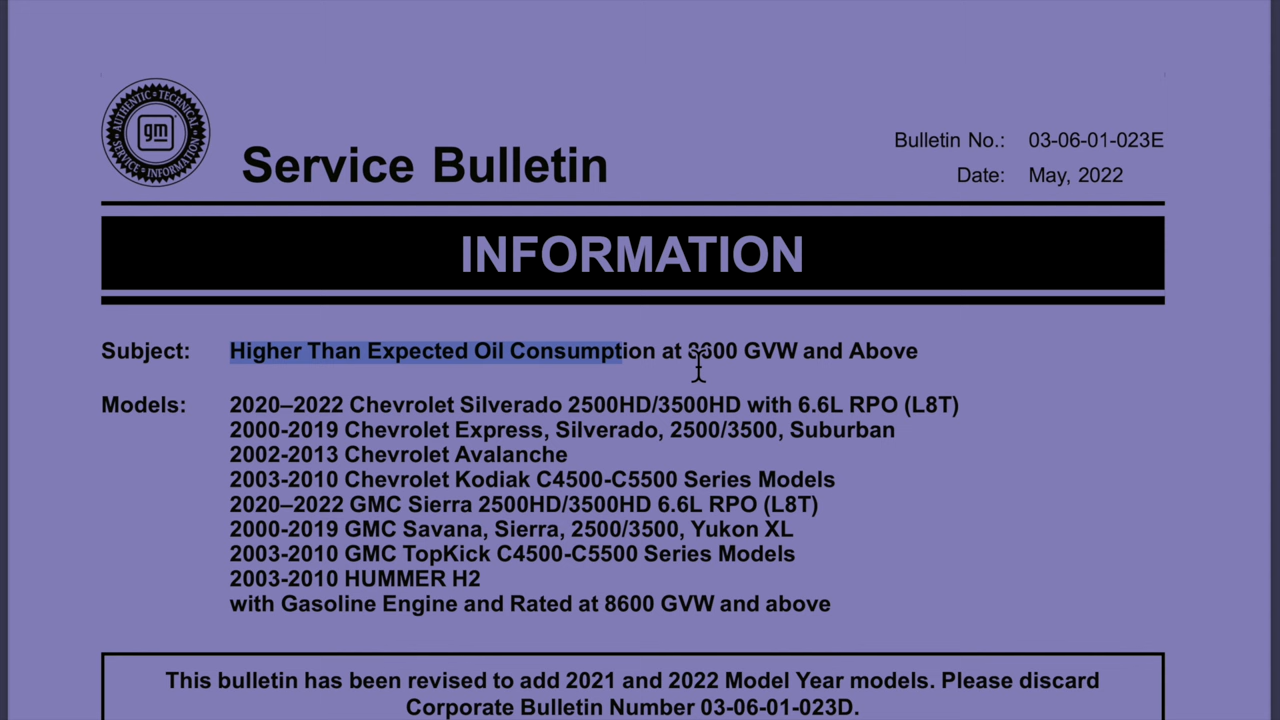 AUTHENTIC TECHNICAL
gm
SERVICE INFORMATION
Service Bulletin
Bulletin No.: 03-06-01-023E
Date: May, 2022
INFORMATION
Subject: Higher Than Expected Oil Consumption at 8600 GVW and Above
Models: 2020–2022 Chevrolet Silverado 2500HD/3500HD with 6.6L RPO (L8T)
2000-2019 Chevrolet Express, Silverado, 2500/3500, Suburban
2002-2013 Chevrolet Avalanche
2003-2010 Chevrolet Kodiak C4500-C5500 Series Models
2020–2022 GMC Sierra 2500HD/3500HD 6.6L RPO (L8T)
2000-2019 GMC Savana, Sierra, 2500/3500, Yukon XL
2003-2010 GMC TopKick C4500-C5500 Series Models
2003-2010 HUMMER H2
with Gasoline Engine and Rated at 8600 GVW and above
This bulletin has been revised to add 2021 and 2022 Model Year models. Please discard
Corporate Bulletin Number 03-06-01-023D.